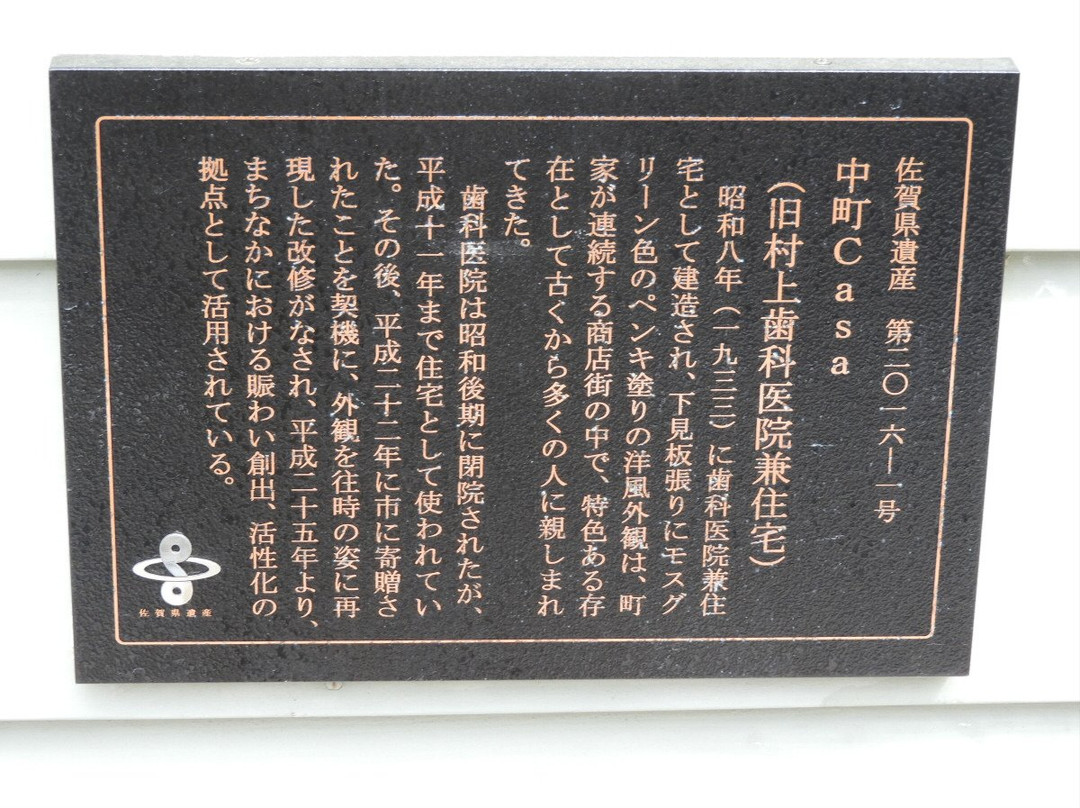 佐賀県遺産　第二〇一六―一号
中町Ｃａｓａ
（旧村上歯科医院兼住宅）
　昭和八年（一九三三）に歯科医院兼住
宅として建造され、下見板張りにモスグ
リーン色のペンキ塗りの洋風外観は、町
家が連続する商店街の中で、特色ある存
在として古くから多くの人に親しまれ
てきた。
　歯科医院は昭和後期に閉院されたが、
平成十一年まで住宅として使われてい
た。その後、平成二十二年に市に寄贈さ
れたことを契機に、外観を往時の姿に再
現した改修がなされ、平成二十五年より、
まちなかにおける賑わい創出、活性化の
拠点として活用されている。
佐賀県遺産